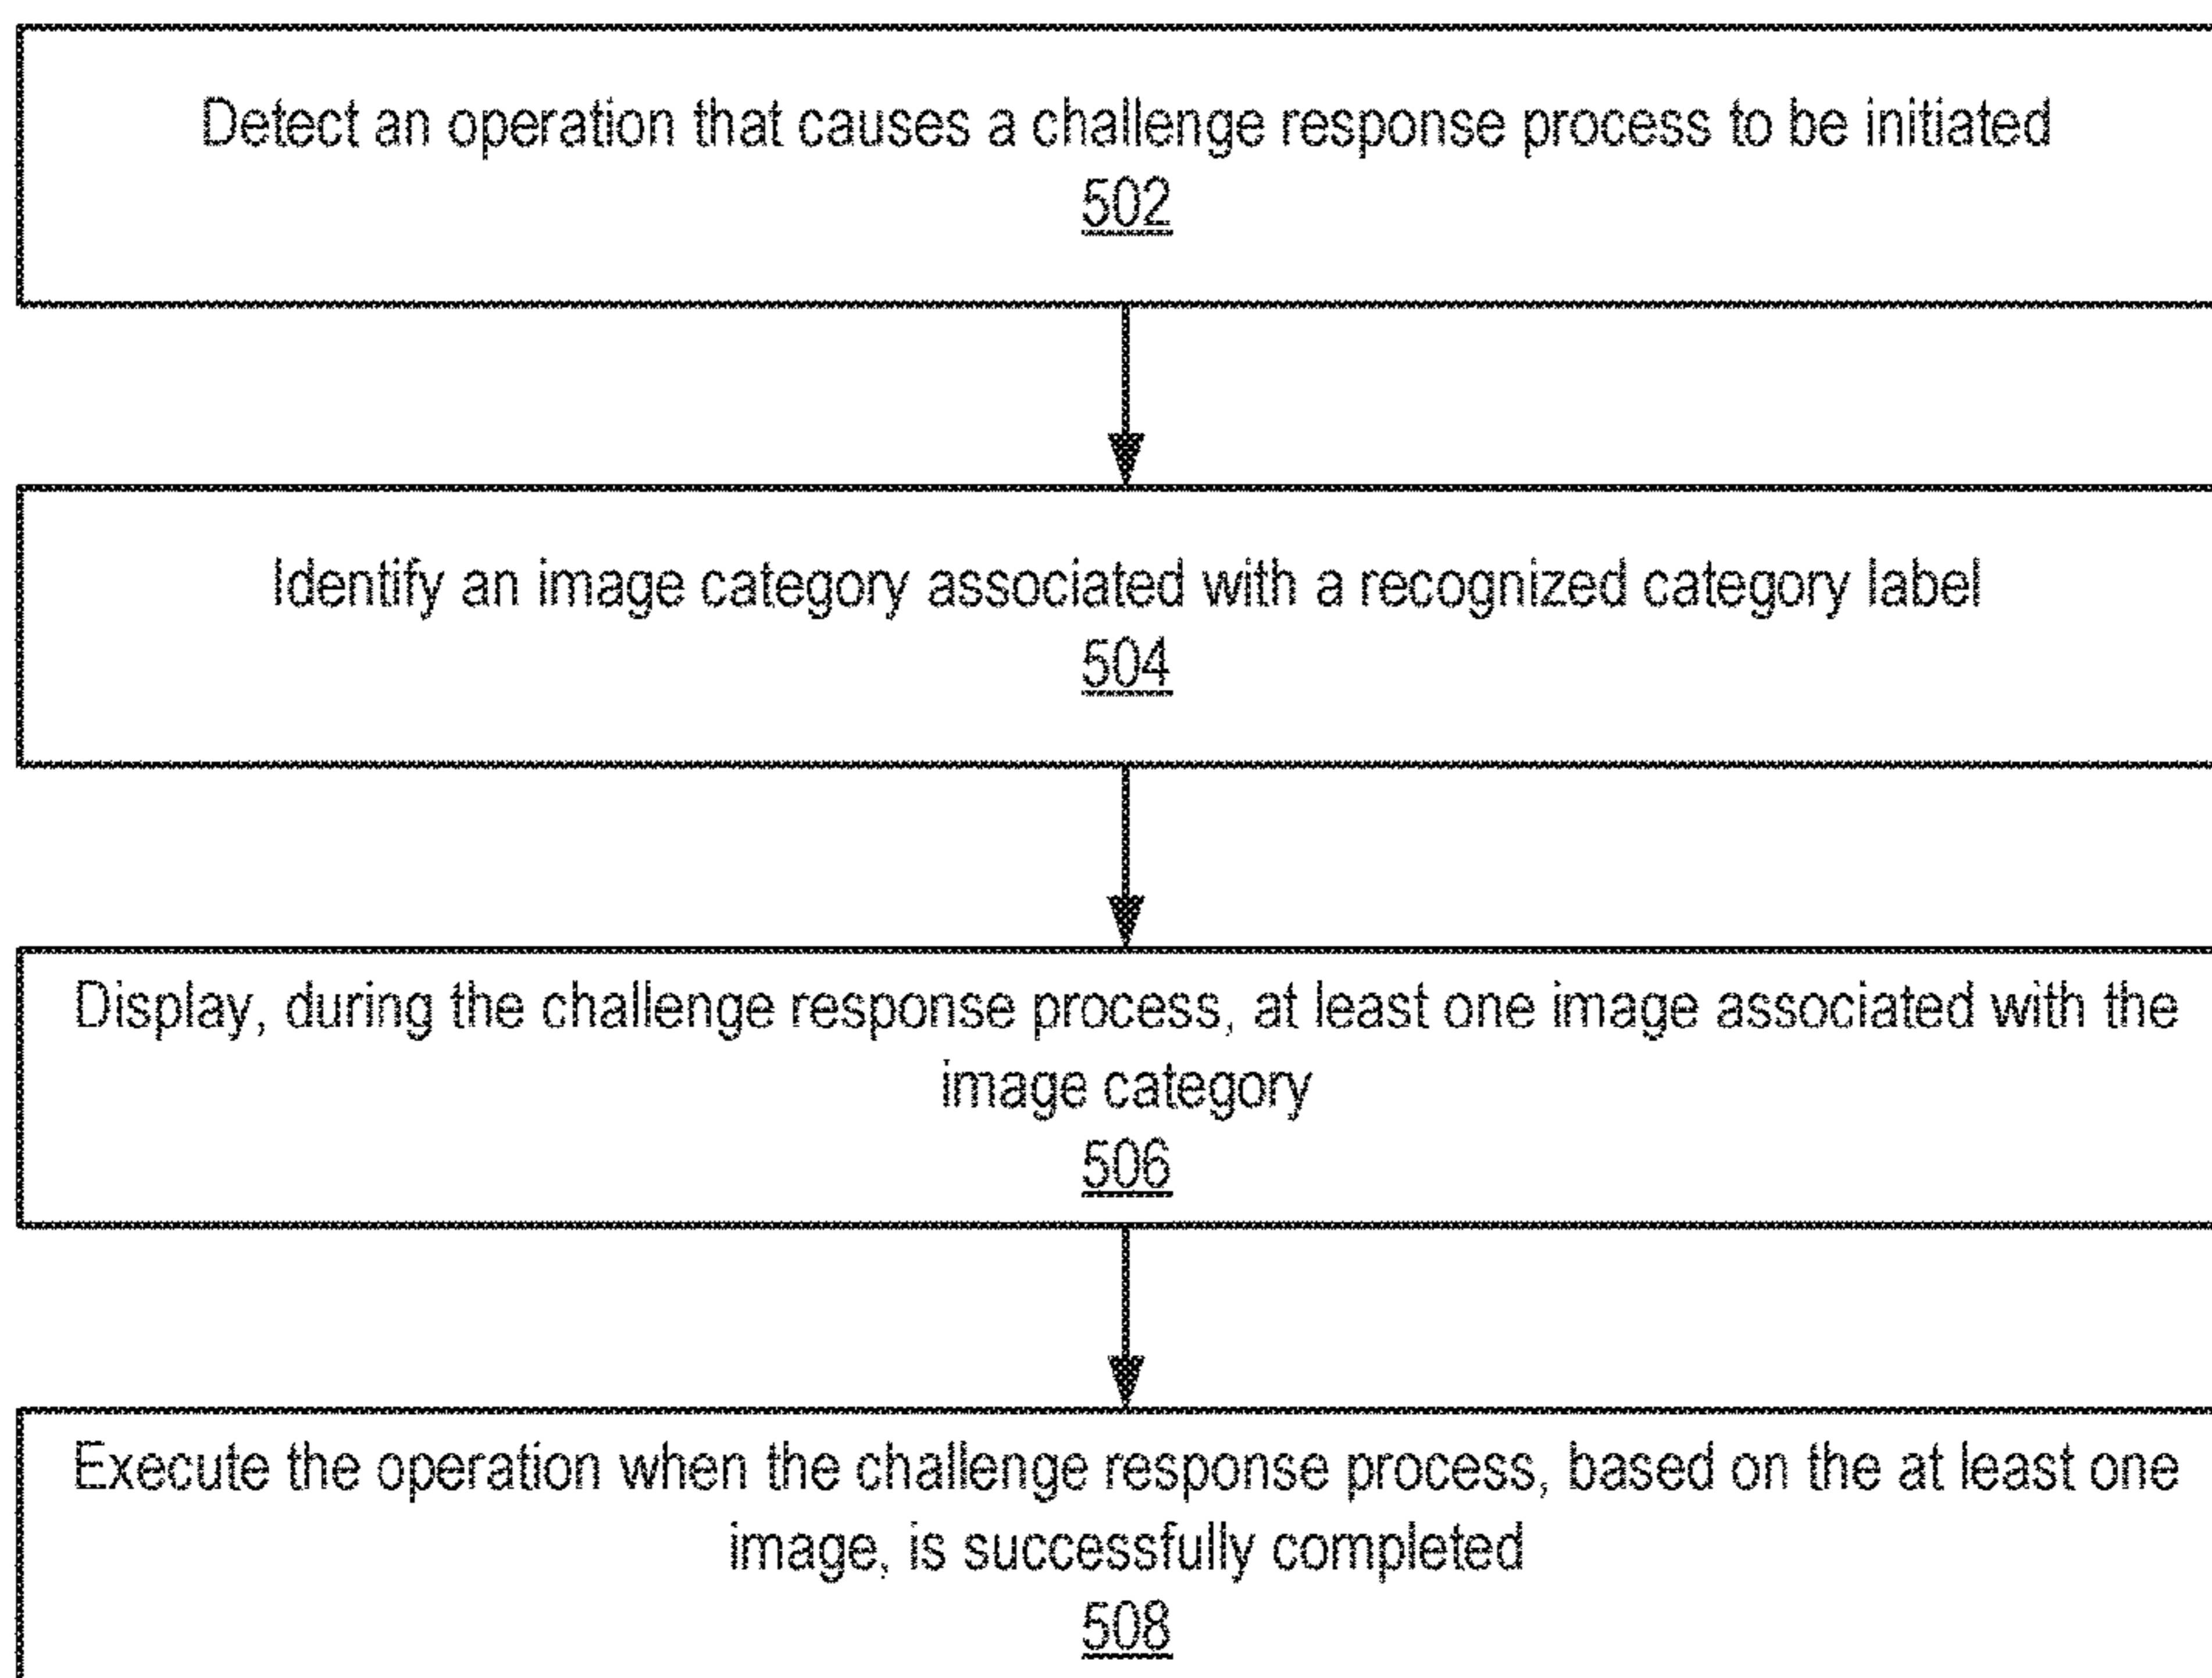 Detect an operation that causes a challenge response process to be initiated
502
Identify an image category associated with a recognized category label
504
Display, during the challenge response process, at least one image associated with the
image category
506
Execute the operation when the challenge response process, based on the at least one
image, is successfully completed
508